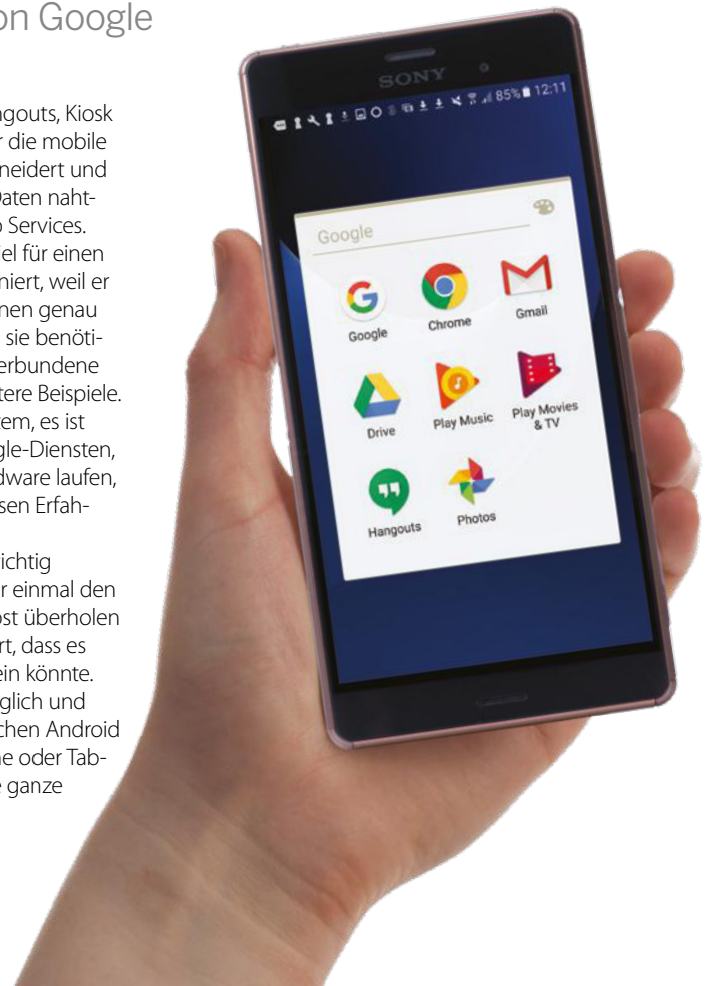 on Google
ngouts, Kiosk
r die mobile
neidert und
Daten naht-
o Services.
iel für einen
niert, weil er
nen genau
sie benöti-
erbundene
tere Beispiele.
tem, es ist
gle-Diensten,
dware laufen,
sen Erfah-
ichtig
r einmal den
ost überholen
rt, dass es
ein könnte.
glich und
chen Android
ne oder Tab-
e ganze
SONY
85% 12:11
Google
Google
Chrome
Gmail
Drive
Play Music
Play Movies
& TV
Hangouts
Photos